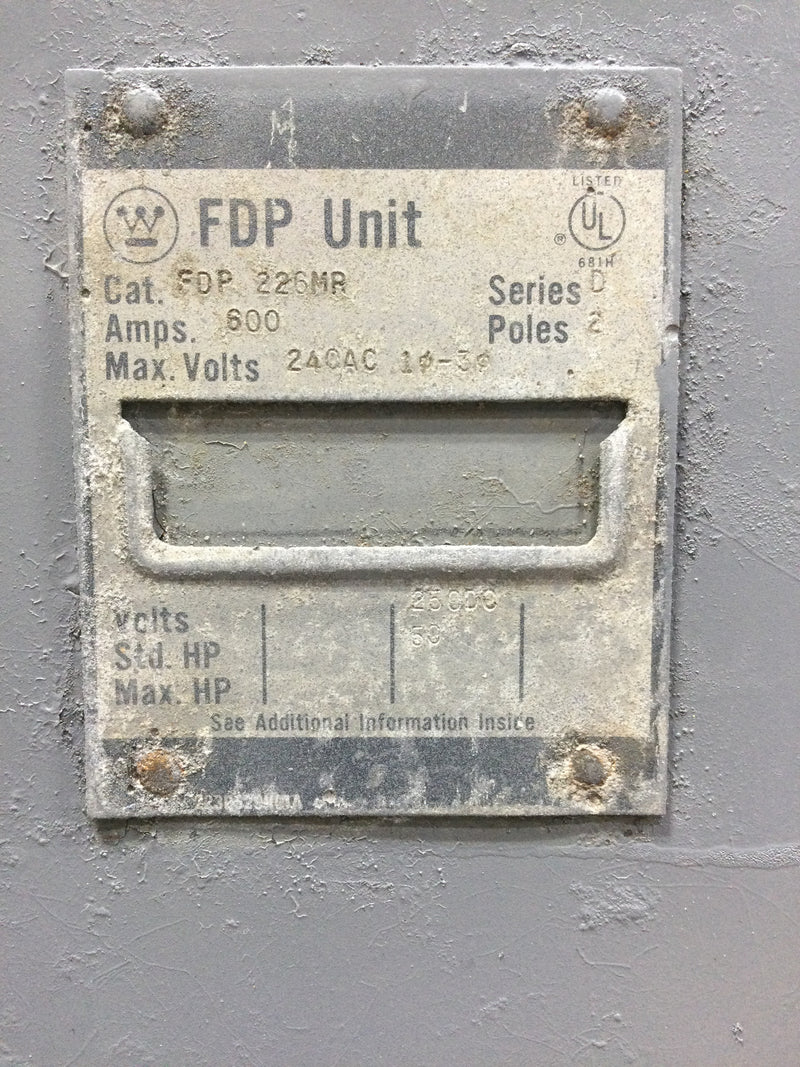 LISTED
FDP Unit UL ®
681H
Cat. FDP 226MR Series D
Amps. 600 Poles 2
Max. Volts 240AC 1ø-3ø
Volts 250DC
Std. HP 50
Max. HP
See Additional Information Inside